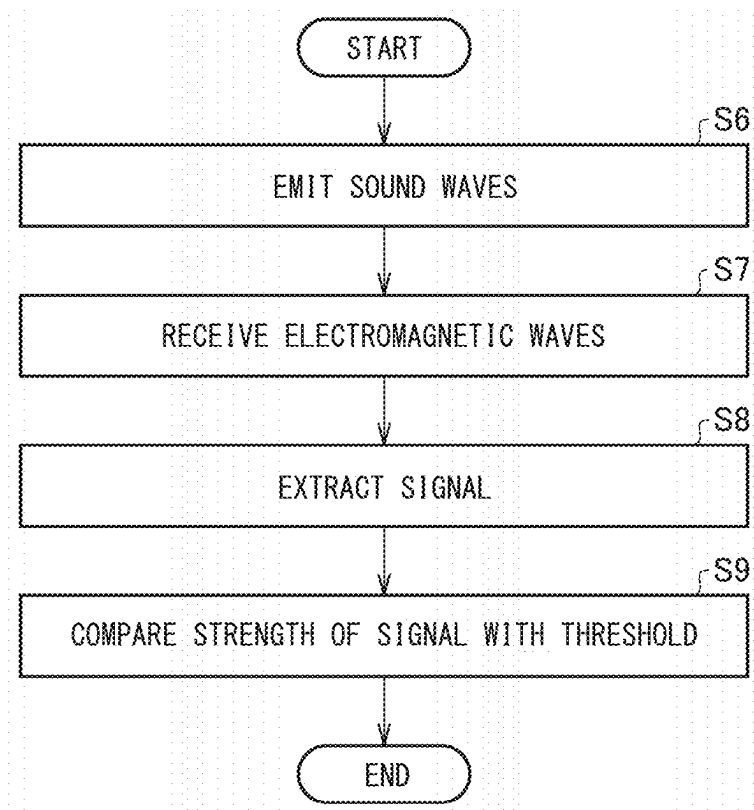 START
S6
EMIT SOUND WAVES
S7
RECEIVE ELECTROMAGNETIC WAVES
S8
EXTRACT SIGNAL
S9
COMPARE STRENGTH OF SIGNAL WITH THRESHOLD
END